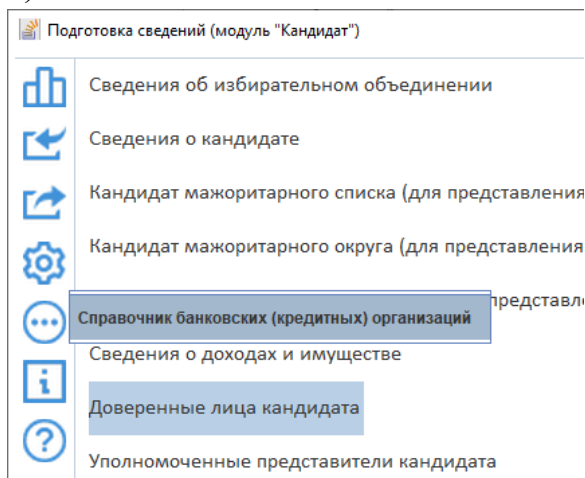 Подготовка сведений (модуль "Кандидат")
Сведения об избирательном объединении
Сведения о кандидате
Кандидат мажоритарного списка (для представления
Кандидат мажоритарного округа (для представления
Справочник банковских (кредитных) организаций
Сведения о доходах и имуществе
Доверенные лица кандидата
Уполномоченные представители кандидата